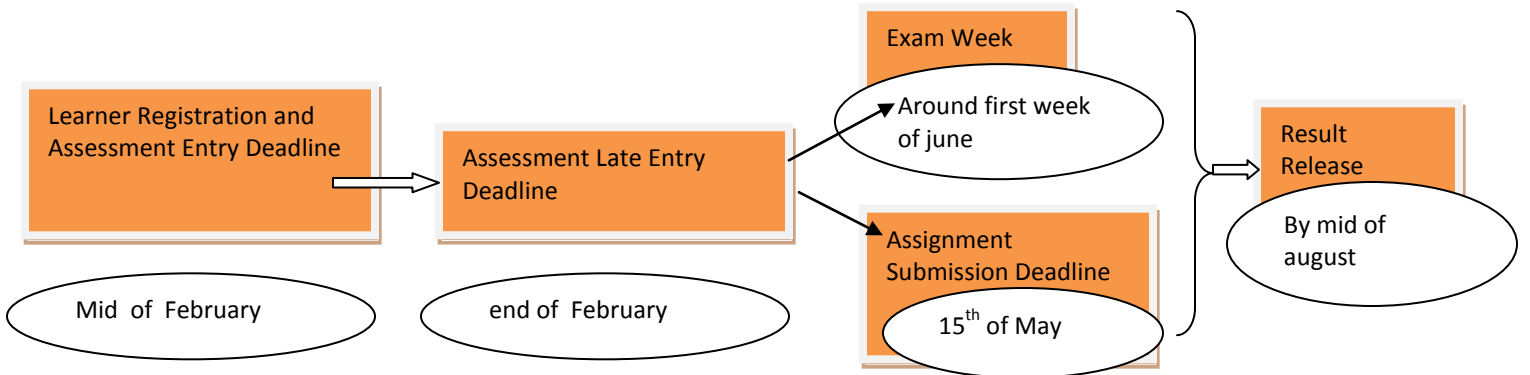 Learner Registration and
Assessment Entry Deadline
Mid of February
Assessment Late Entry
Deadline
end of February
Exam Week
Around first week
of june
Assignment
Submission Deadline
15th of May
Result
Release
By mid of
august